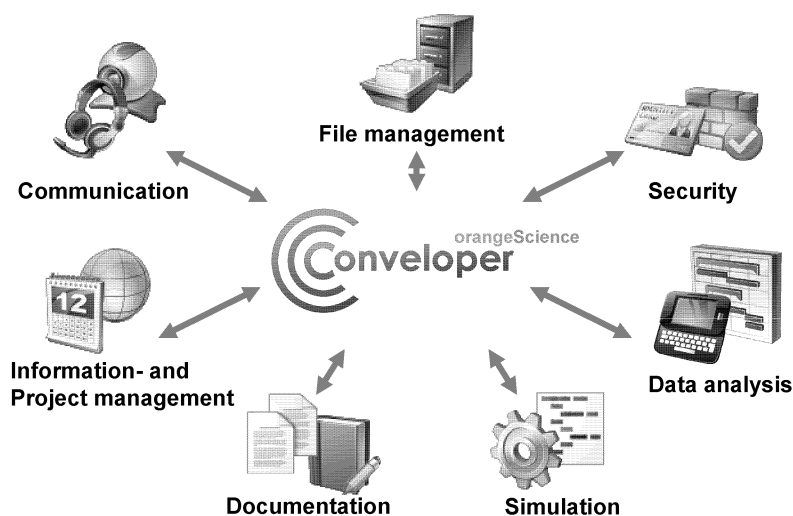 File management
Communication
Security
orangeScience
Conveloper
12
Information- and
Project management
Data analysis
Documentation
Simulation